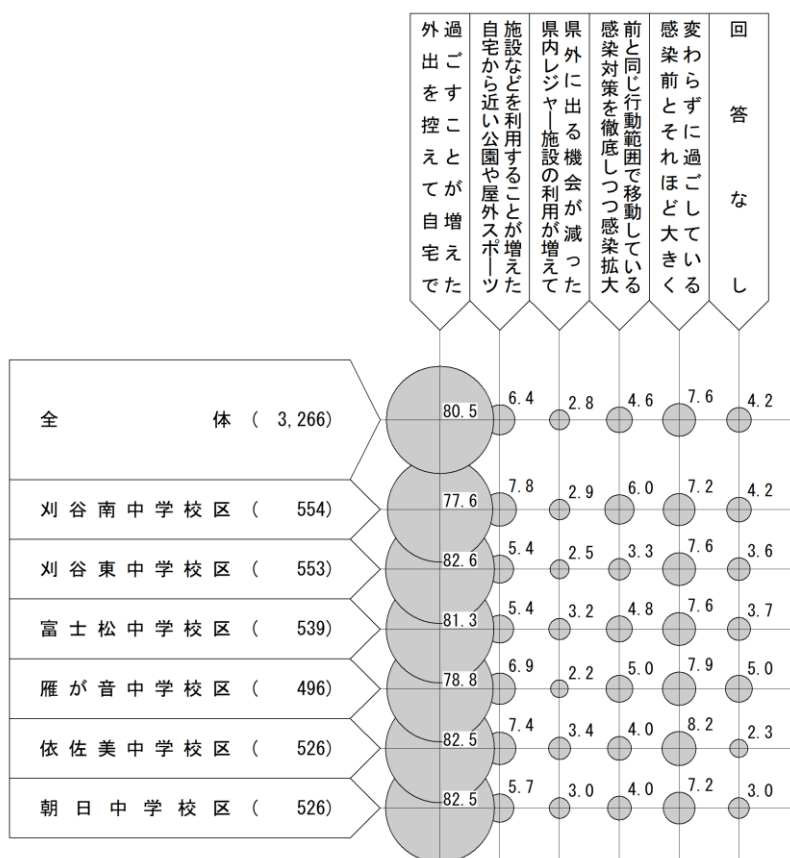 外出を控えて自宅で
過ごすことが増えた
自宅から近い公園や屋外スポーツ
施設などを利用することが増えた
県内レジャー施設の利用が増えて
県外に出る機会が減った
感染対策を徹底しつつ感染拡大
前と同じ行動範囲で移動している
感染前とそれほど大きく
変わらずに過ごしている
回答なし
全体 ( 3,266) 80.5 6.4 2.8 4.6 7.6 4.2
刈谷南中学校区 ( 554) 77.6 7.8 2.9 6.0 7.2 4.2
刈谷東中学校区 ( 553) 82.6 5.4 2.5 3.3 7.6 3.6
富士松中学校区 ( 539) 81.3 5.4 3.2 4.8 7.6 3.7
雁が音中学校区 ( 496) 78.8 6.9 2.2 5.0 7.9 5.0
依佐美中学校区 ( 526) 82.5 7.4 3.4 4.0 8.2 2.3
朝日中学校区 ( 526) 82.5 5.7 3.0 4.0 7.2 3.0